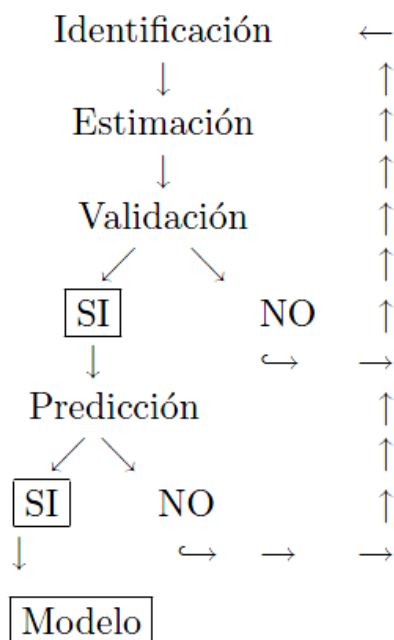 Identificación ←
↓ ↑
Estimación ↑
↓ ↑
Validación ↑
↙ ↘ ↑
SI NO ↑
↓ ↪ →
Predicción ↑
↙ ↘ ↑
SI NO ↑
↓ ↪ → →
Modelo